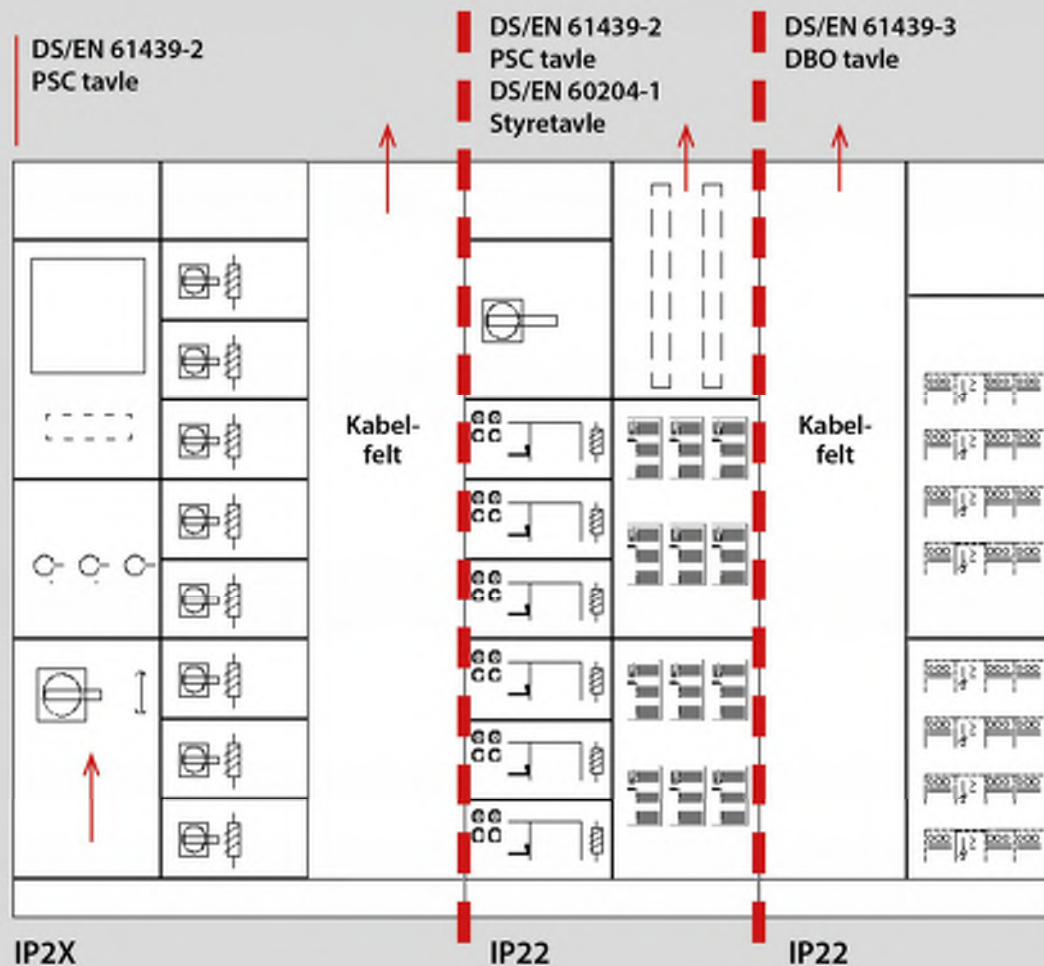 DS/EN 61439-2
PSC tavle
DS/EN 61439-2
PSC tavle
DS/EN 60204-1
Styretavle
DS/EN 61439-3
DBO tavle
Kabel-
felt
Kabel-
felt
IP2X
IP22
IP22